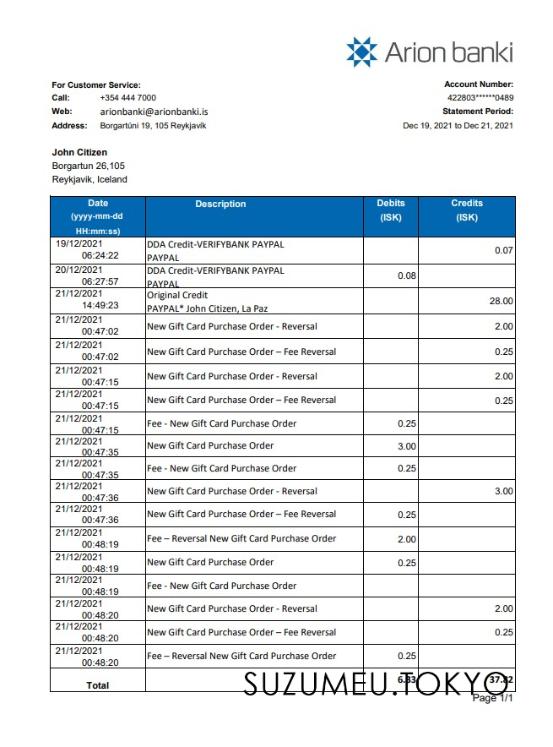 Arion banki
For Customer Service:
Call: +354 444 7000
Web: arionbanki@arionbanki.is
Address: Borgartúni 19, 105 Reykjavík
Account Number:
422803******0489
Statement Period:
Dec 19, 2021 to Dec 21, 2021
John Citizen
Borgartun 26,105
Reykjavik, Iceland
Date (yyyy-mm-dd HH:mm:ss) Description Debits (ISK) Credits (ISK)
19/12/2021 06:24:22 DDA Credit-VERIFYBANK PAYPAL PAYPAL 0.07
20/12/2021 06:27:57 DDA Credit-VERIFYBANK PAYPAL PAYPAL 0.08
21/12/2021 14:49:23 Original Credit PAYPAL* John Citizen, La Paz 28.00
21/12/2021 00:47:02 New Gift Card Purchase Order - Reversal 2.00
21/12/2021 00:47:02 New Gift Card Purchase Order – Fee Reversal 0.25
21/12/2021 00:47:15 New Gift Card Purchase Order - Reversal 2.00
21/12/2021 00:47:15 New Gift Card Purchase Order – Fee Reversal 0.25
21/12/2021 00:47:15 Fee - New Gift Card Purchase Order 0.25
21/12/2021 00:47:35 New Gift Card Purchase Order 3.00
21/12/2021 00:47:35 Fee - New Gift Card Purchase Order 0.25
21/12/2021 00:47:36 New Gift Card Purchase Order - Reversal 3.00
21/12/2021 00:47:36 New Gift Card Purchase Order – Fee Reversal 0.25
21/12/2021 00:48:19 Fee – Reversal New Gift Card Purchase Order 2.00
21/12/2021 00:48:19 New Gift Card Purchase Order 0.25
21/12/2021 00:48:19 Fee - New Gift Card Purchase Order
21/12/2021 00:48:20 New Gift Card Purchase Order - Reversal 2.00
21/12/2021 00:48:20 New Gift Card Purchase Order – Fee Reversal 0.25
21/12/2021 00:48:20 Fee – Reversal New Gift Card Purchase Order 0.25
Total
SUZUMEU.TOKYO
Page 1/1